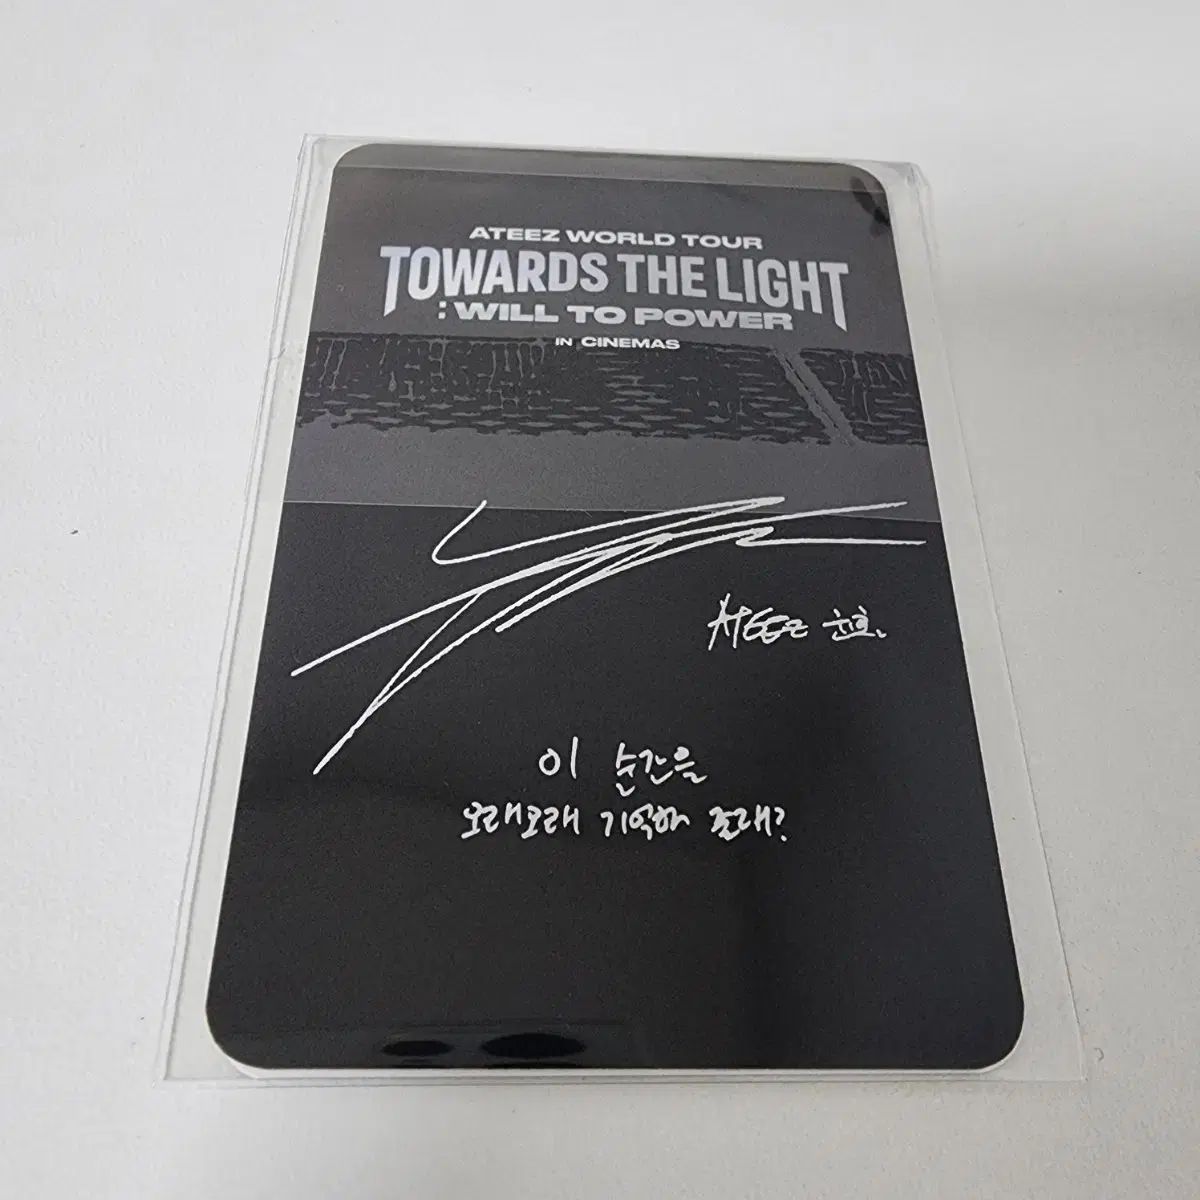 ATEEZ WORLD TOUR
TOWARDS THE LIGHT
: WILL TO POWER
IN CINEMAS
ATEEZ 윤호.
이 순간을
오래오래 기억해 줄래?